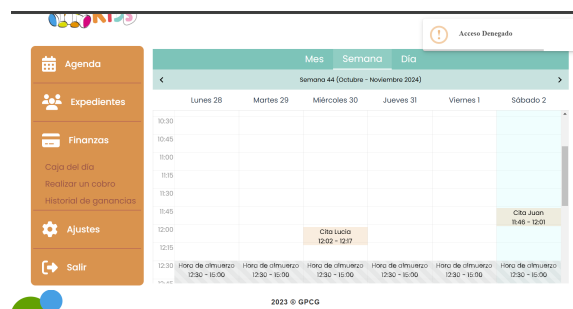 KIDS
Acceso Denegado
Agenda
Expedientes
Finanzas
Caja del día
Realizar un cobro
Historial de ganancias
Ajustes
Salir
Mes Semana Día
Semana 44 (Octubre - Noviembre 2024)
Lunes 28 Martes 29 Miércoles 30 Jueves 31 Viernes 1 Sábado 2
10:30
10:45
11:00
11:15
11:30
11:45
Cita Juan
11:46 - 12:01
12:00
Cita Lucia
12:02 - 12:17
12:15
12:30 Hora de almuerzo Hora de almuerzo Hora de almuerzo Hora de almuerzo Hora de almuerzo Hora de almuerzo
12:30 - 15:00 12:30 - 15:00 12:30 - 15:00 12:30 - 15:00 12:30 - 15:00 12:30 - 15:00
12:45
2023 © GPCG